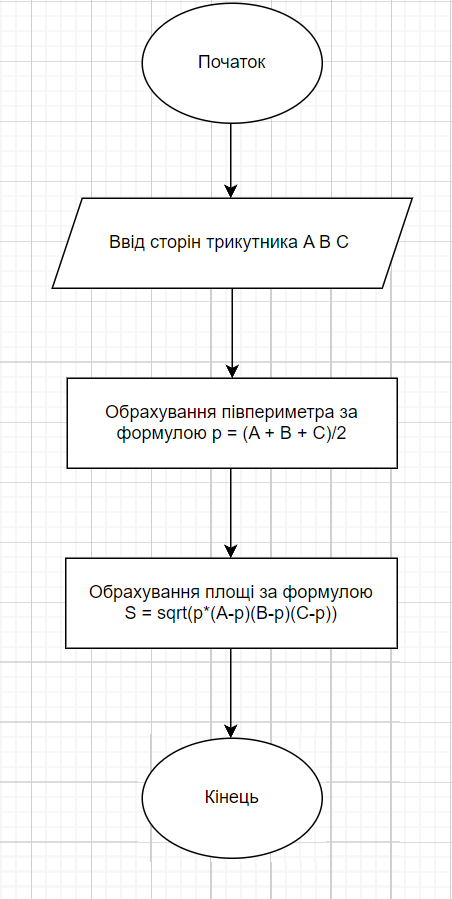 Початок
Ввід сторін трикутника A B C
Обрахування півпериметра за
формулою p = (A + B + C)/2
Обрахування площі за формулою
S = sqrt(p*(A-p)(B-p)(C-p))
Кінець